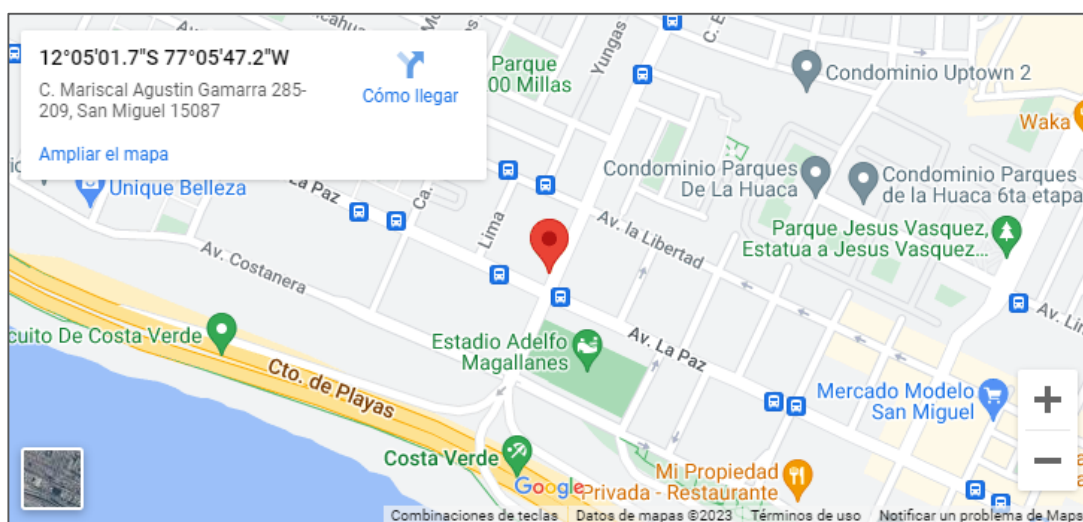 12°05'01.7"S 77°05'47.2"W
C. Mariscal Agustin Gamarra 285-
209, San Miguel 15087
Cómo llegar
Ampliar el mapa
Parque
00 Millas
Yungas
C. E
Condominio Uptown 2
Waka
Unique Belleza
La Paz
Ca.
Lima
Condominio Parques
De La Huaca
Condominio Parques
de la Huaca 6ta etapa
Av. la Libertad
Parque Jesus Vasquez,
Estatua a Jesus Vasquez...
Av. Costanera
Av. Li
cuito De Costa Verde
Estadio Adelfo
Magallanes
Av. La Paz
Cto. de Playas
Mercado Modelo
San Miguel
Costa Verde
Mi Propiedad
Privada - Restaurante
Google
Combinaciones de teclas
Datos de mapas ©2023
Términos de uso
Notificar un problema de Maps